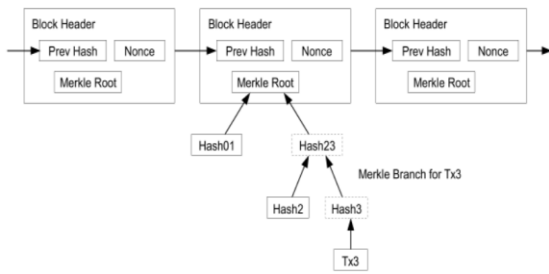 Block Header
Block Header
Block Header
Prev Hash
Nonce
Prev Hash
Nonce
Prev Hash
Nonce
Merkle Root
Merkle Root
Merkle Root
Hash01
Hash23
Merkle Branch for Tx3
Hash2
Hash3
Tx3